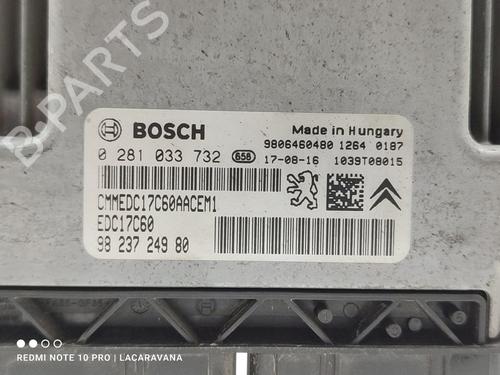 B-PARTS
BOSCH
Made in Hungary
9806460480 1264 0187
0 281 033 732 656 17-08-16 1039T08015
CMMEDC17C60AACEM1
EDC17C60
98 237 249 80
REDMI NOTE 10 PRO | LACARAVANA